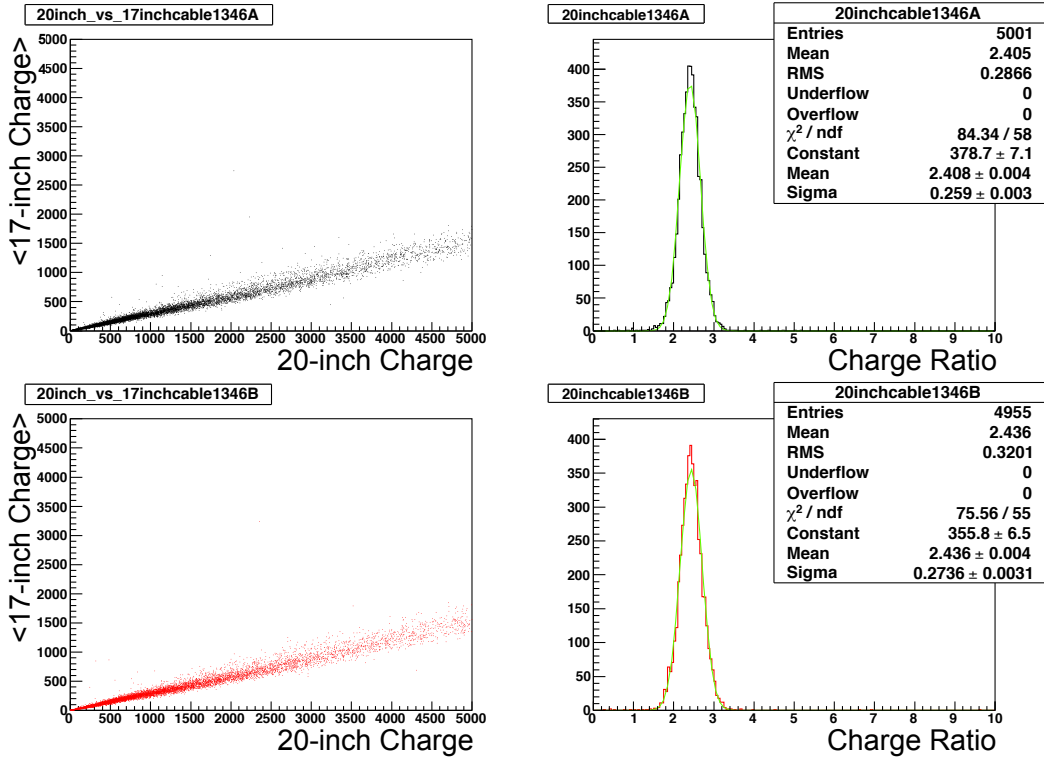 20inch_vs_17inchcable1346A
<17-inch Charge>
5000
4500
4000
3500
3000
2500
2000
1500
1000
500
0
0 500 1000 1500 2000 2500 3000 3500 4000 4500 5000
20-inch Charge
20inchcable1346A
400
350
300
250
200
150
100
50
0
0 1 2 3 4 5 6 7 8 9 10
Charge Ratio
20inchcable1346A
Entries 5001
Mean 2.405
RMS 0.2866
Underflow 0
Overflow 0
χ² / ndf 84.34 / 58
Constant 378.7 ± 7.1
Mean 2.408 ± 0.004
Sigma 0.259 ± 0.003
20inch_vs_17inchcable1346B
<17-inch Charge>
5000
4500
4000
3500
3000
2500
2000
1500
1000
500
0
0 500 1000 1500 2000 2500 3000 3500 4000 4500 5000
20-inch Charge
20inchcable1346B
400
350
300
250
200
150
100
50
0
0 1 2 3 4 5 6 7 8 9 10
Charge Ratio
20inchcable1346B
Entries 4955
Mean 2.436
RMS 0.3201
Underflow 0
Overflow 0
χ² / ndf 75.56 / 55
Constant 355.8 ± 6.5
Mean 2.436 ± 0.004
Sigma 0.2736 ± 0.0031